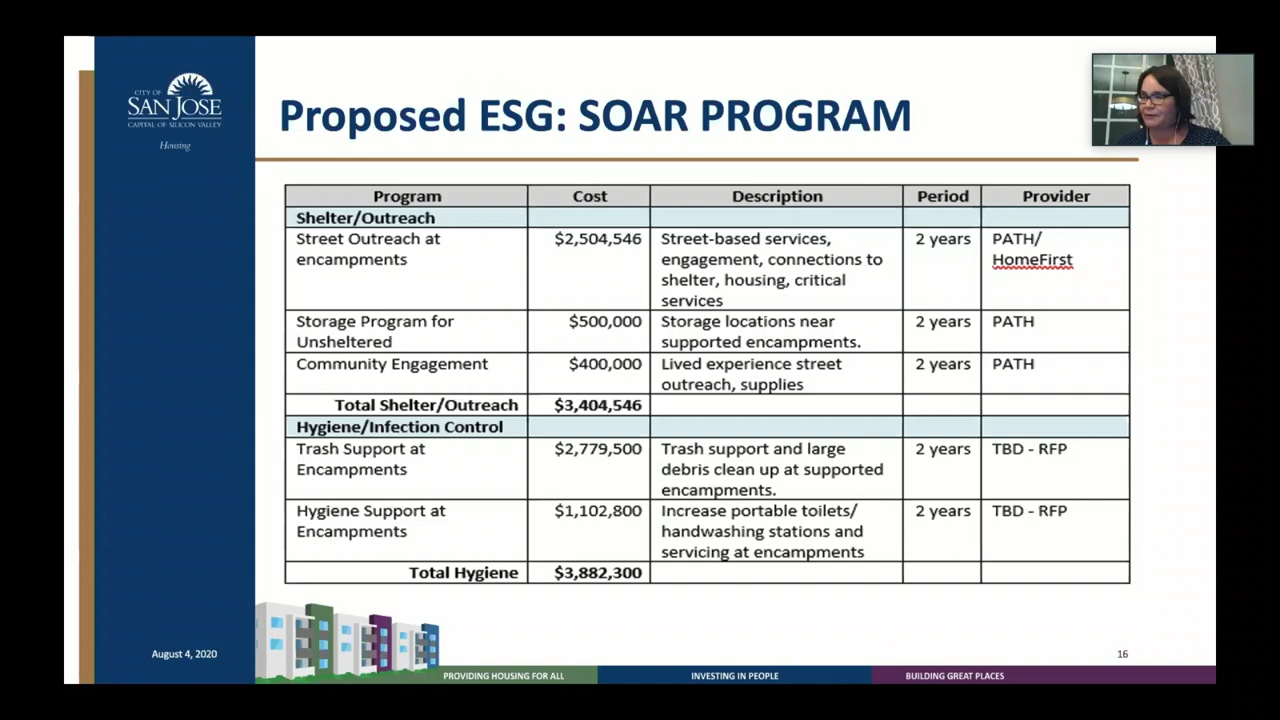 CITY OF
SAN JOSE
CAPITAL OF SILICON VALLEY
Housing
Proposed ESG: SOAR PROGRAM
Program Cost Description Period Provider
Shelter/Outreach
Street Outreach at $2,504,546 Street-based services, 2 years PATH/
encampments engagement, connections to HomeFirst
shelter, housing, critical
services
Storage Program for $500,000 Storage locations near 2 years PATH
Unsheltered supported encampments.
Community Engagement $400,000 Lived experience street 2 years PATH
outreach, supplies
Total Shelter/Outreach $3,404,546
Hygiene/Infection Control
Trash Support at $2,779,500 Trash support and large 2 years TBD - RFP
Encampments debris clean up at supported
encampments.
Hygiene Support at $1,102,800 Increase portable toilets/ 2 years TBD - RFP
Encampments handwashing stations and
servicing at encampments
Total Hygiene $3,882,300
August 4, 2020
16
PROVIDING HOUSING FOR ALL INVESTING IN PEOPLE BUILDING GREAT PLACES